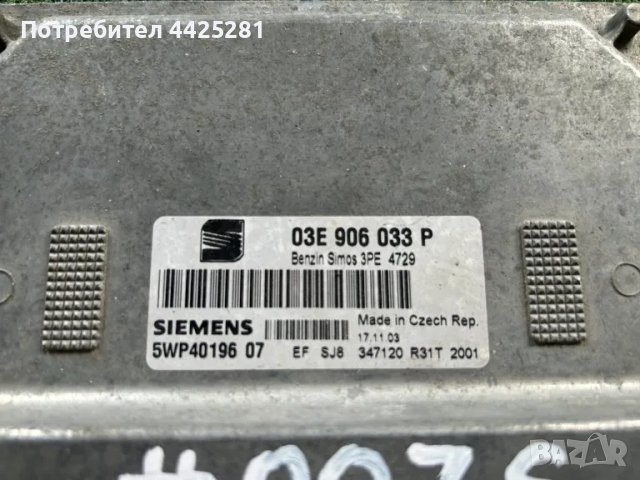 Потребител 4425281
03E 906 033 P
Benzin Simos 3PE 4729
SIEMENS
Made in Czech Rep.
17.11.03
5WP40196 07
EF SJ8 347120 R31T 2001
BAZAR